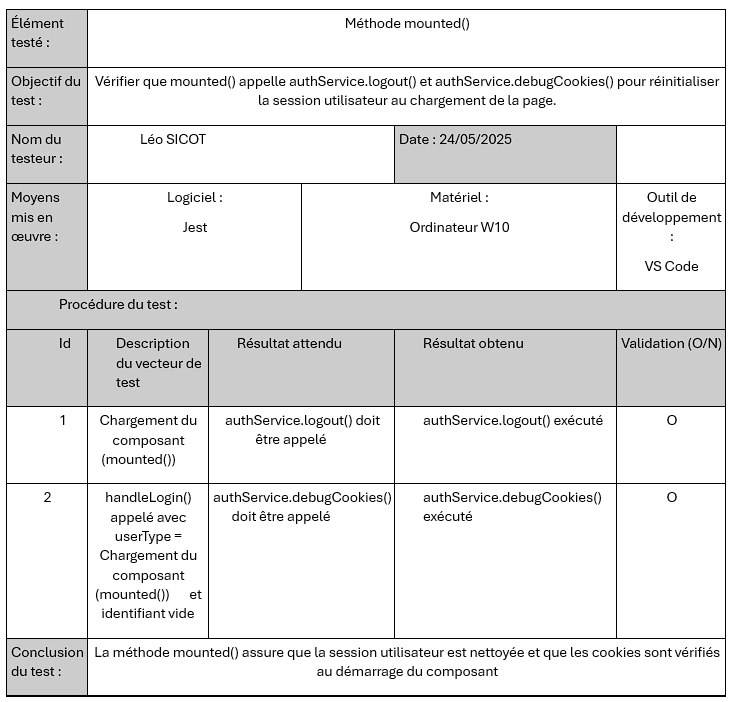 Élément
testé :
Méthode mounted()
Objectif du
test :
Vérifier que mounted() appelle authService.logout() et authService.debugCookies() pour réinitialiser
la session utilisateur au chargement de la page.
Nom du
testeur :
Léo SICOT
Date : 24/05/2025
Moyens
mis en
œuvre :
Logiciel :
Jest
Matériel :
Ordinateur W10
Outil de
développement
:
VS Code
Procédure du test :
Id
Description
du vecteur de
test
Résultat attendu
Résultat obtenu
Validation (O/N)
1
Chargement du
composant
(mounted())
authService.logout() doit
être appelé
authService.logout() exécuté
O
2
handleLogin()
appelé avec
userType =
Chargement du
composant
(mounted()) et
identifiant vide
authService.debugCookies()
doit être appelé
authService.debugCookies()
exécuté
O
Conclusion
du test :
La méthode mounted() assure que la session utilisateur est nettoyée et que les cookies sont vérifiés
au démarrage du composant